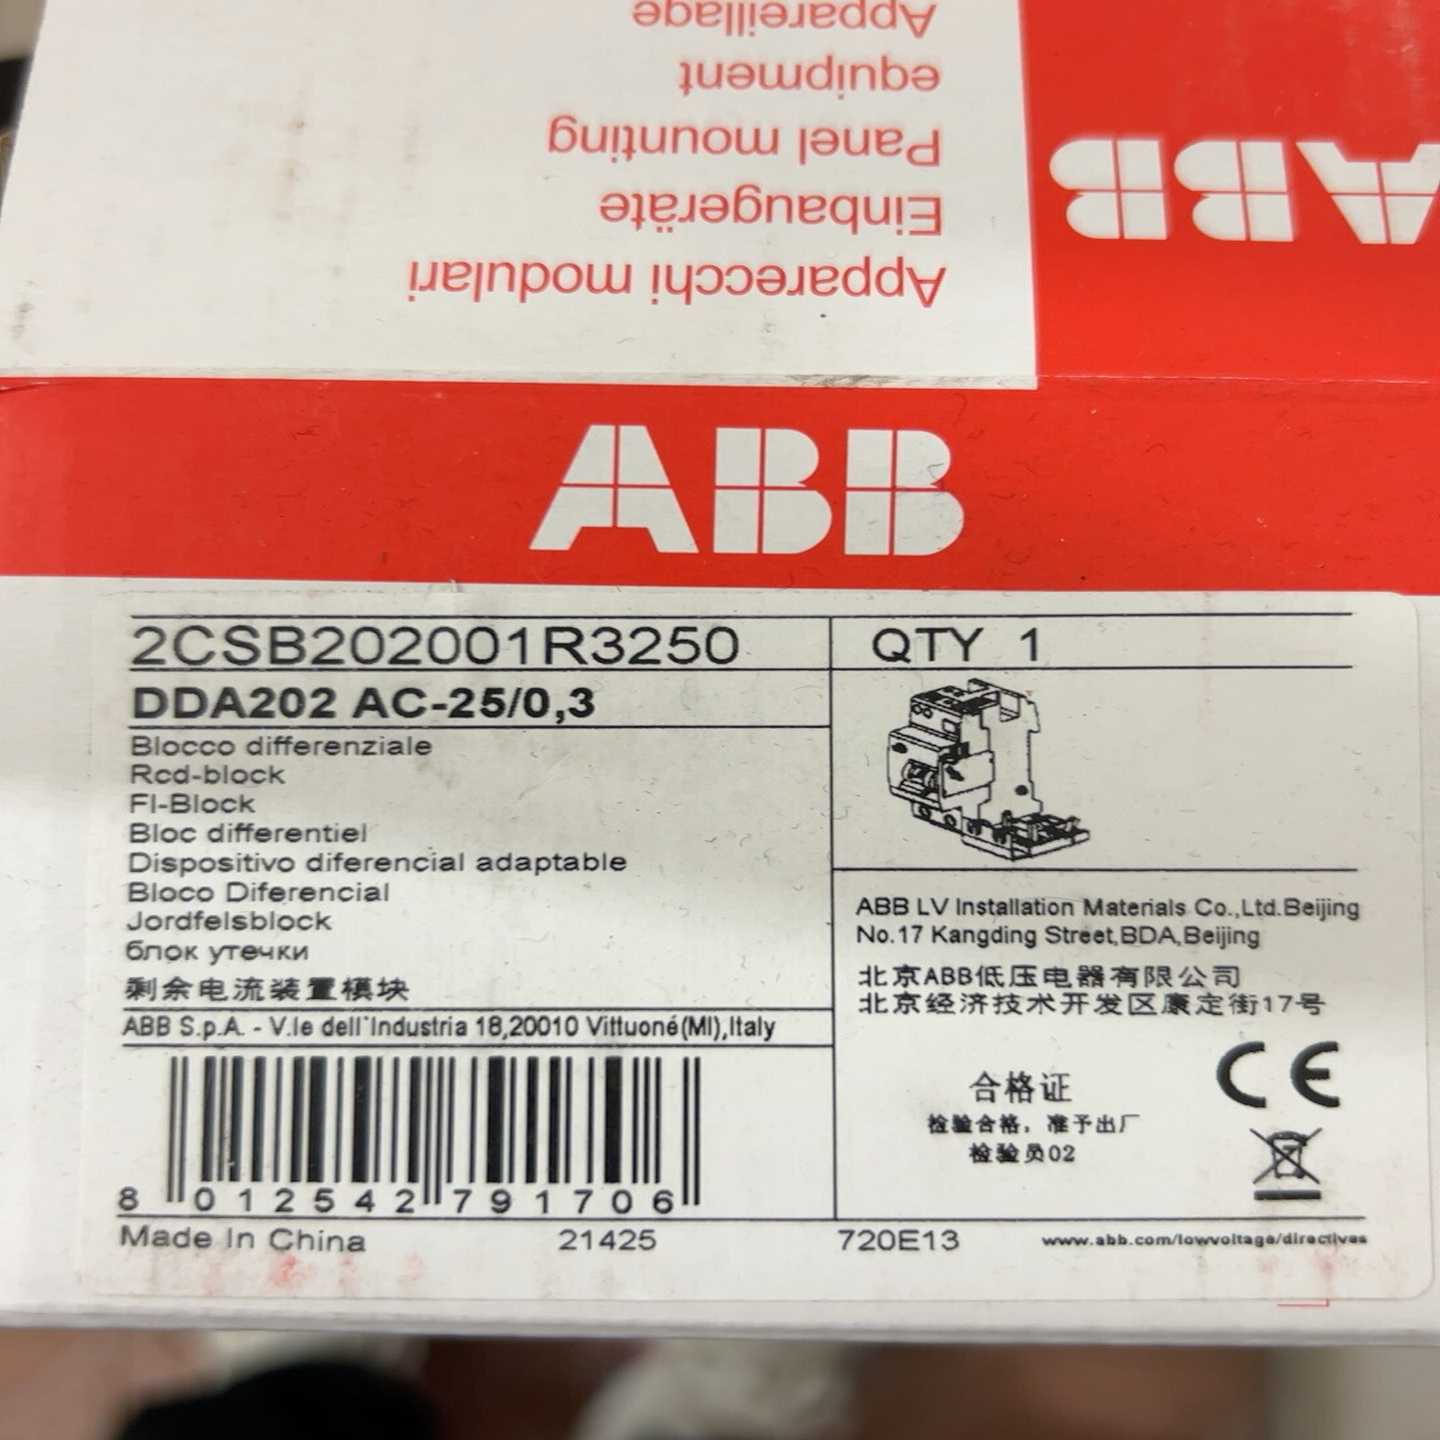 Appareillage
equipment
Panel mounting
Einbaugeräte
Apparecchi modulari
ABB
ABB
2CSB202001R3250
QTY 1
DDA202 AC-25/0,3
Blocco differenziale
Rcd-block
FI-Block
Bloc differentiel
Dispositivo diferencial adaptable
Bloco Diferencial
Jordfelsblock
блок утечки
剩余电流装置模块
ABB S.p.A. - V.le dell'Industria 18,20010 Vittuoné(MI),Italy
8 012542 791706
ABB LV Installation Materials Co.,Ltd.Beijing
No.17 Kangding Street,BDA,Beijing
北京ABB低压电器有限公司
北京经济技术开发区康定街17号
合格证
检验合格，准予出厂
检验员02
CE
Made In China
21425
720E13
www.abb.com/lowvoltage/directives